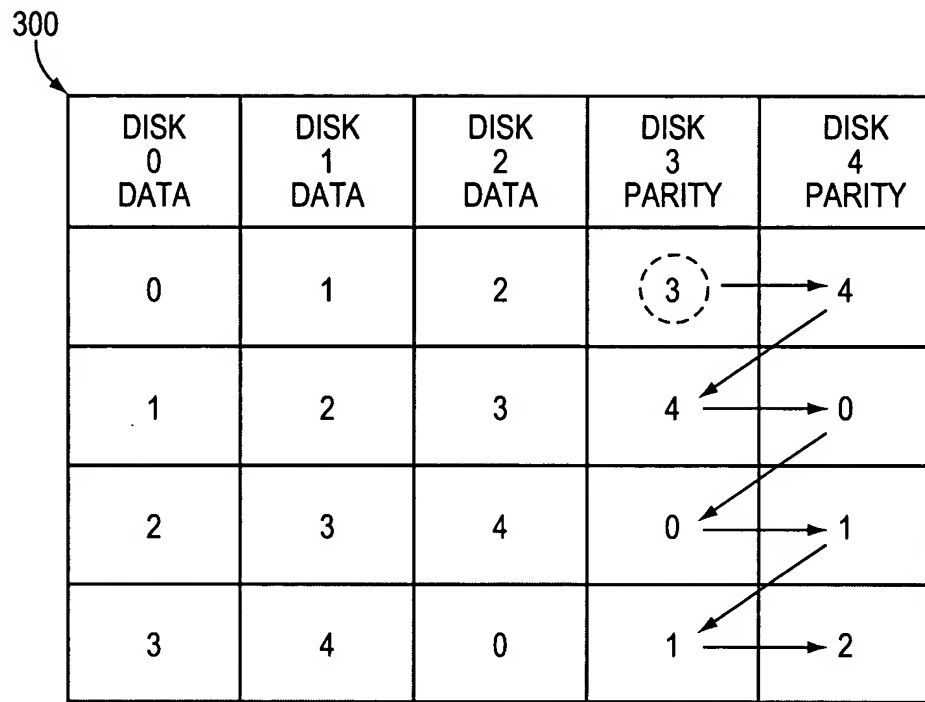 300
DISK 0 DATA
DISK 1 DATA
DISK 2 DATA
DISK 3 PARITY
DISK 4 PARITY
0 1 2 3 4
1 2 3 4 0
2 3 4 0 1
3 4 0 1 2